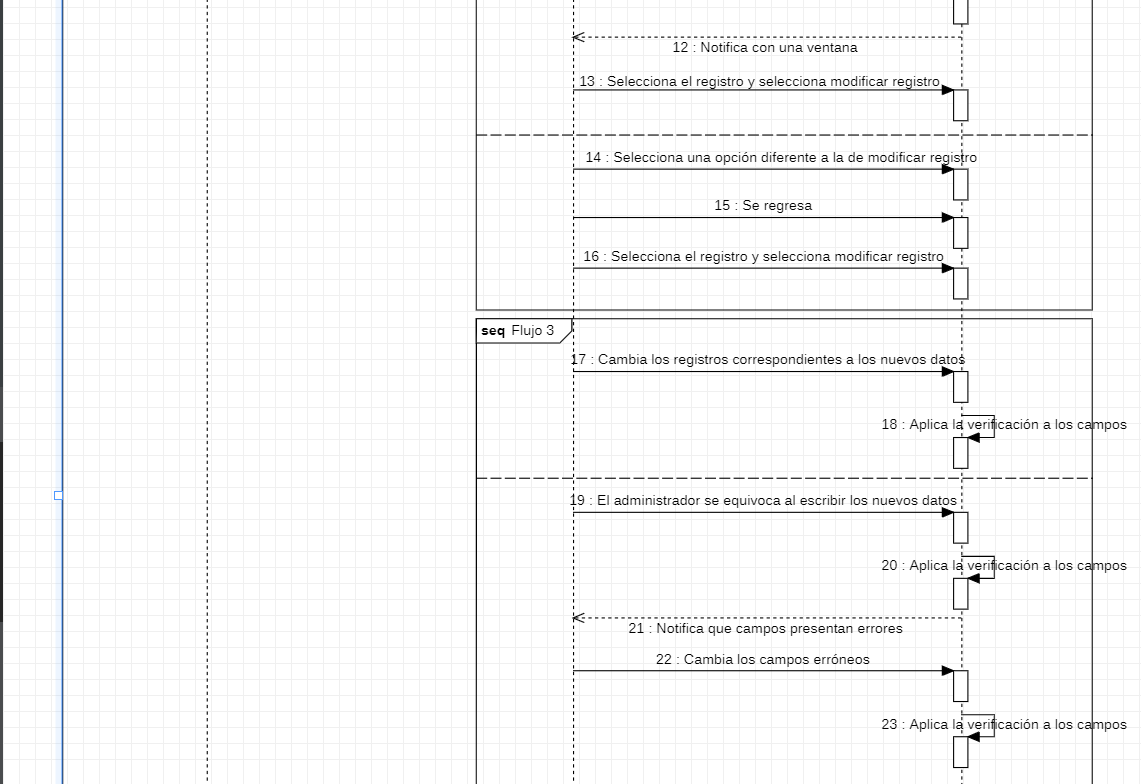 12 : Notifica con una ventana
13 : Selecciona el registro y selecciona modificar registro
14 : Selecciona una opción diferente a la de modificar registro
15 : Se regresa
16 : Selecciona el registro y selecciona modificar registro
seq Flujo 3
17 : Cambia los registros correspondientes a los nuevos datos
18 : Aplica la verificación a los campos
19 : El administrador se equivoca al escribir los nuevos datos
20 : Aplica la verificación a los campos
21 : Notifica que campos presentan errores
22 : Cambia los campos erróneos
23 : Aplica la verificación a los campos